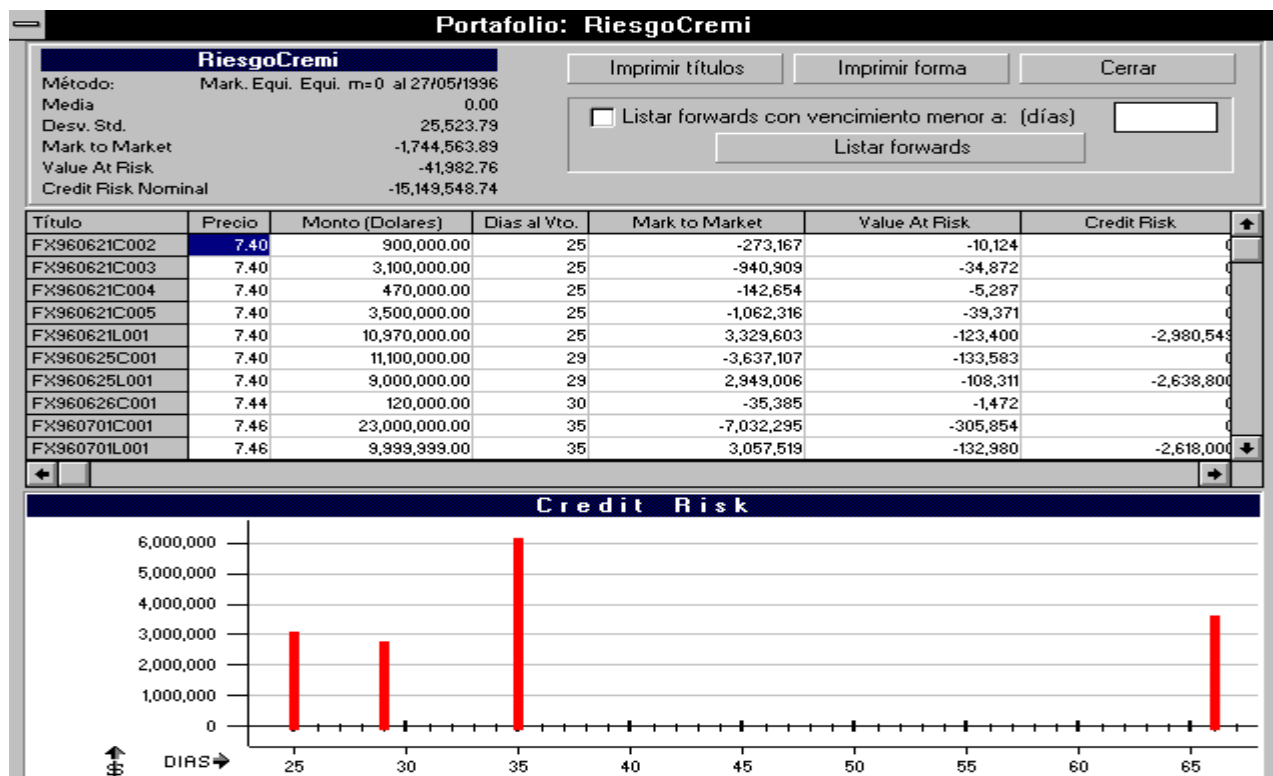 Portafolio: RiesgoCremi
RiesgoCremi
Método: Mark. Equi. Equi. m=0 al 27/05/1996
Media 0.00
Desv. Std. 25,523.79
Mark to Market -1,744,563.89
Value At Risk -41,982.76
Credit Risk Nominal -15,149,548.74
Imprimir títulos Imprimir forma Cerrar
Listar forwards con vencimiento menor a: (días)
Listar forwards
Título Precio Monto (Dolares) Dias al Vto. Mark to Market Value At Risk Credit Risk
FX960621C002 7.40 900,000.00 25 -273,167 -10,124 0
FX960621C003 7.40 3,100,000.00 25 -940,909 -34,872 0
FX960621C004 7.40 470,000.00 25 -142,654 -5,287 0
FX960621C005 7.40 3,500,000.00 25 -1,062,316 -39,371 0
FX960621L001 7.40 10,970,000.00 25 3,329,603 -123,400 -2,980,549
FX960625C001 7.40 11,100,000.00 29 -3,637,107 -133,583 0
FX960625L001 7.40 9,000,000.00 29 2,949,006 -108,311 -2,638,800
FX960626C001 7.44 120,000.00 30 -35,385 -1,472 0
FX960701C001 7.46 23,000,000.00 35 -7,032,295 -305,854 0
FX960701L001 7.46 9,999,999.00 35 3,057,519 -132,980 -2,618,000
Credit Risk
6,000,000
5,000,000
4,000,000
3,000,000
2,000,000
1,000,000
0
$ DIAS 25 30 35 40 45 50 55 60 65